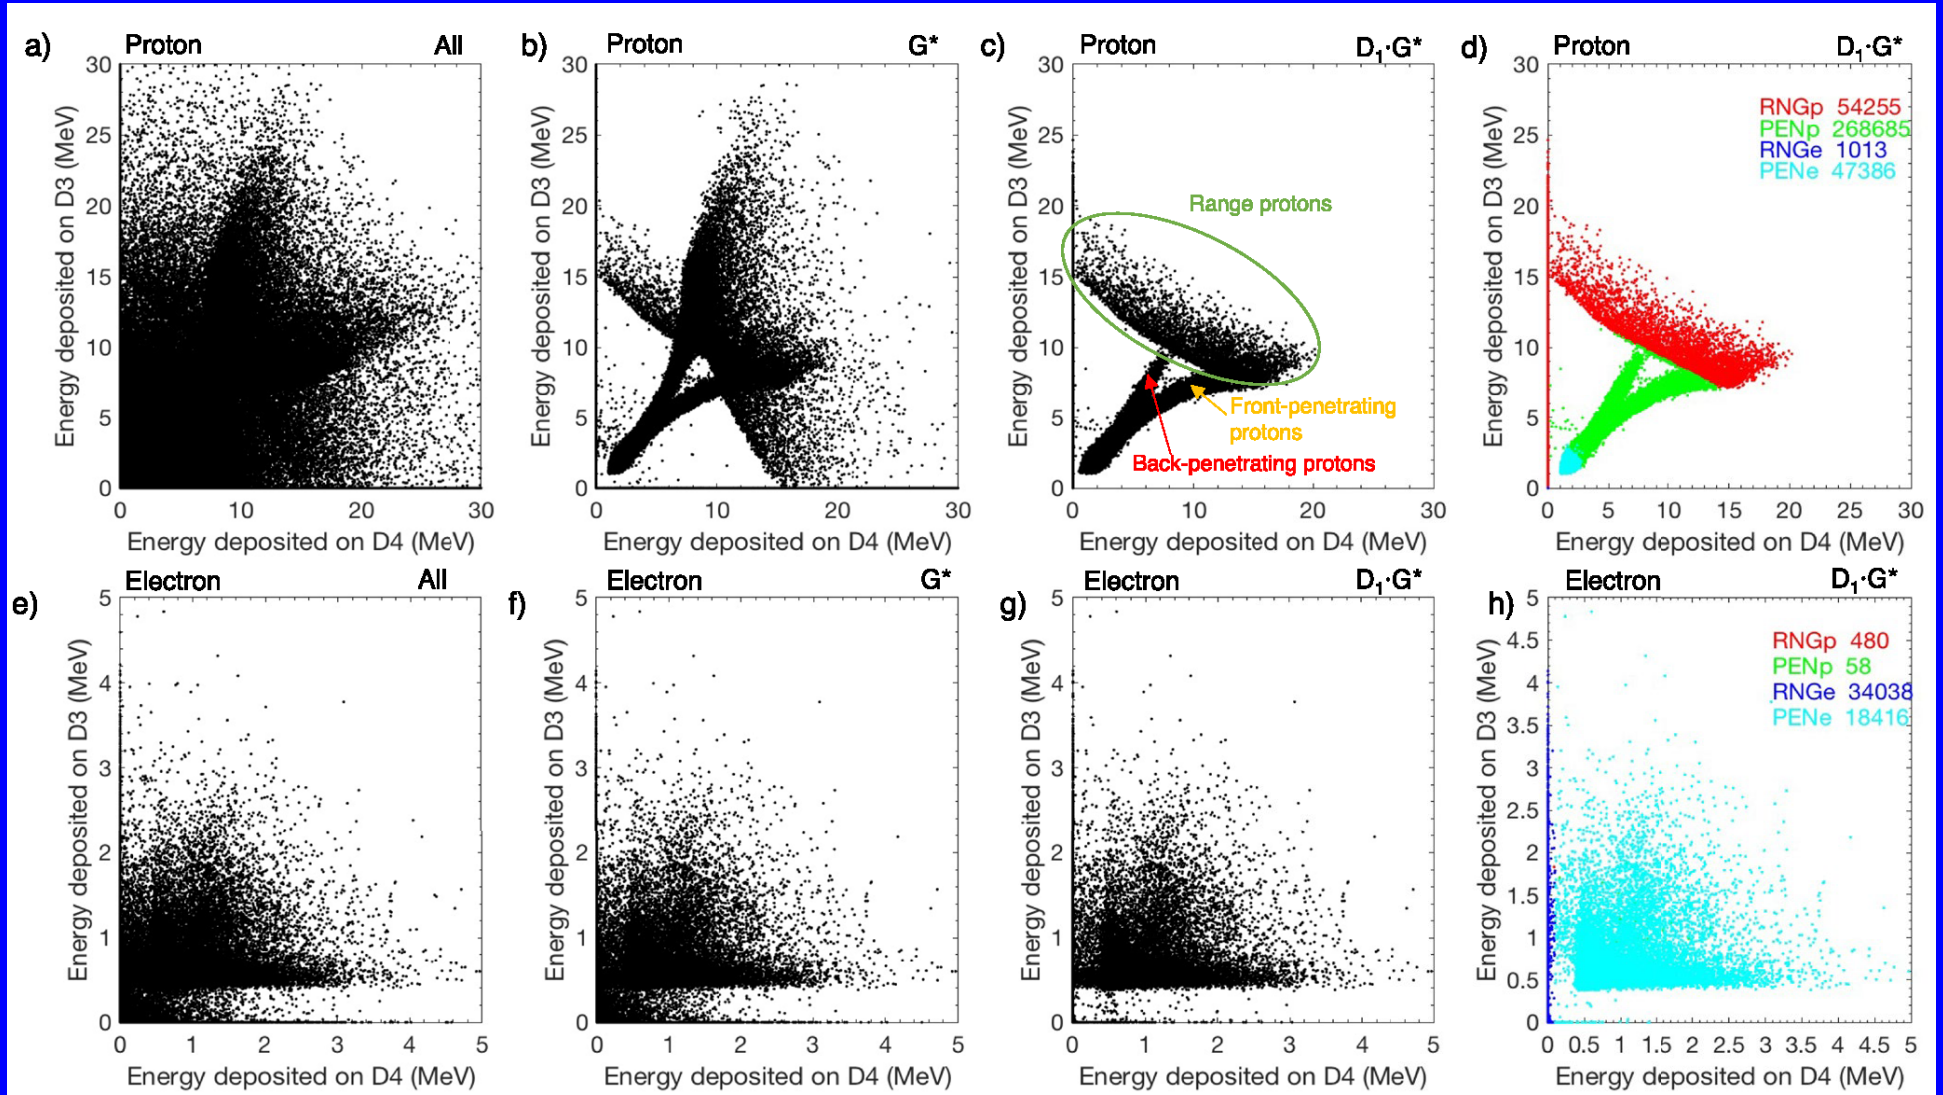 a) Proton All
30
25
20
15
10
5
0
0 10 20 30
Energy deposited on D3 (MeV)
Energy deposited on D4 (MeV)
b) Proton G*
30
25
20
15
10
5
0
0 10 20 30
Energy deposited on D3 (MeV)
Energy deposited on D4 (MeV)
c) Proton D₁·G*
30
25
20
15
10
5
0
0 10 20 30
Energy deposited on D3 (MeV)
Energy deposited on D4 (MeV)
Range protons
Front-penetrating
protons
Back-penetrating protons
d) Proton D₁·G*
30
25
20
15
10
5
0
0 5 10 15 20 25 30
Energy deposited on D3 (MeV)
Energy deposited on D4 (MeV)
RNGp 54255
PENp 268685
RNGe 1013
PENe 47386
e) Electron All
5
4
3
2
1
0
0 1 2 3 4 5
Energy deposited on D3 (MeV)
Energy deposited on D4 (MeV)
f) Electron G*
5
4
3
2
1
0
0 1 2 3 4 5
Energy deposited on D3 (MeV)
Energy deposited on D4 (MeV)
g) Electron D₁·G*
5
4
3
2
1
0
0 1 2 3 4 5
Energy deposited on D3 (MeV)
Energy deposited on D4 (MeV)
h) Electron D₁·G*
5
4.5
4
3.5
3
2.5
2
1.5
1
0.5
0
0 0.5 1 1.5 2 2.5 3 3.5 4 4.5 5
Energy deposited on D3 (MeV)
Energy deposited on D4 (MeV)
RNGp 480
PENp 58
RNGe 34038
PENe 18416